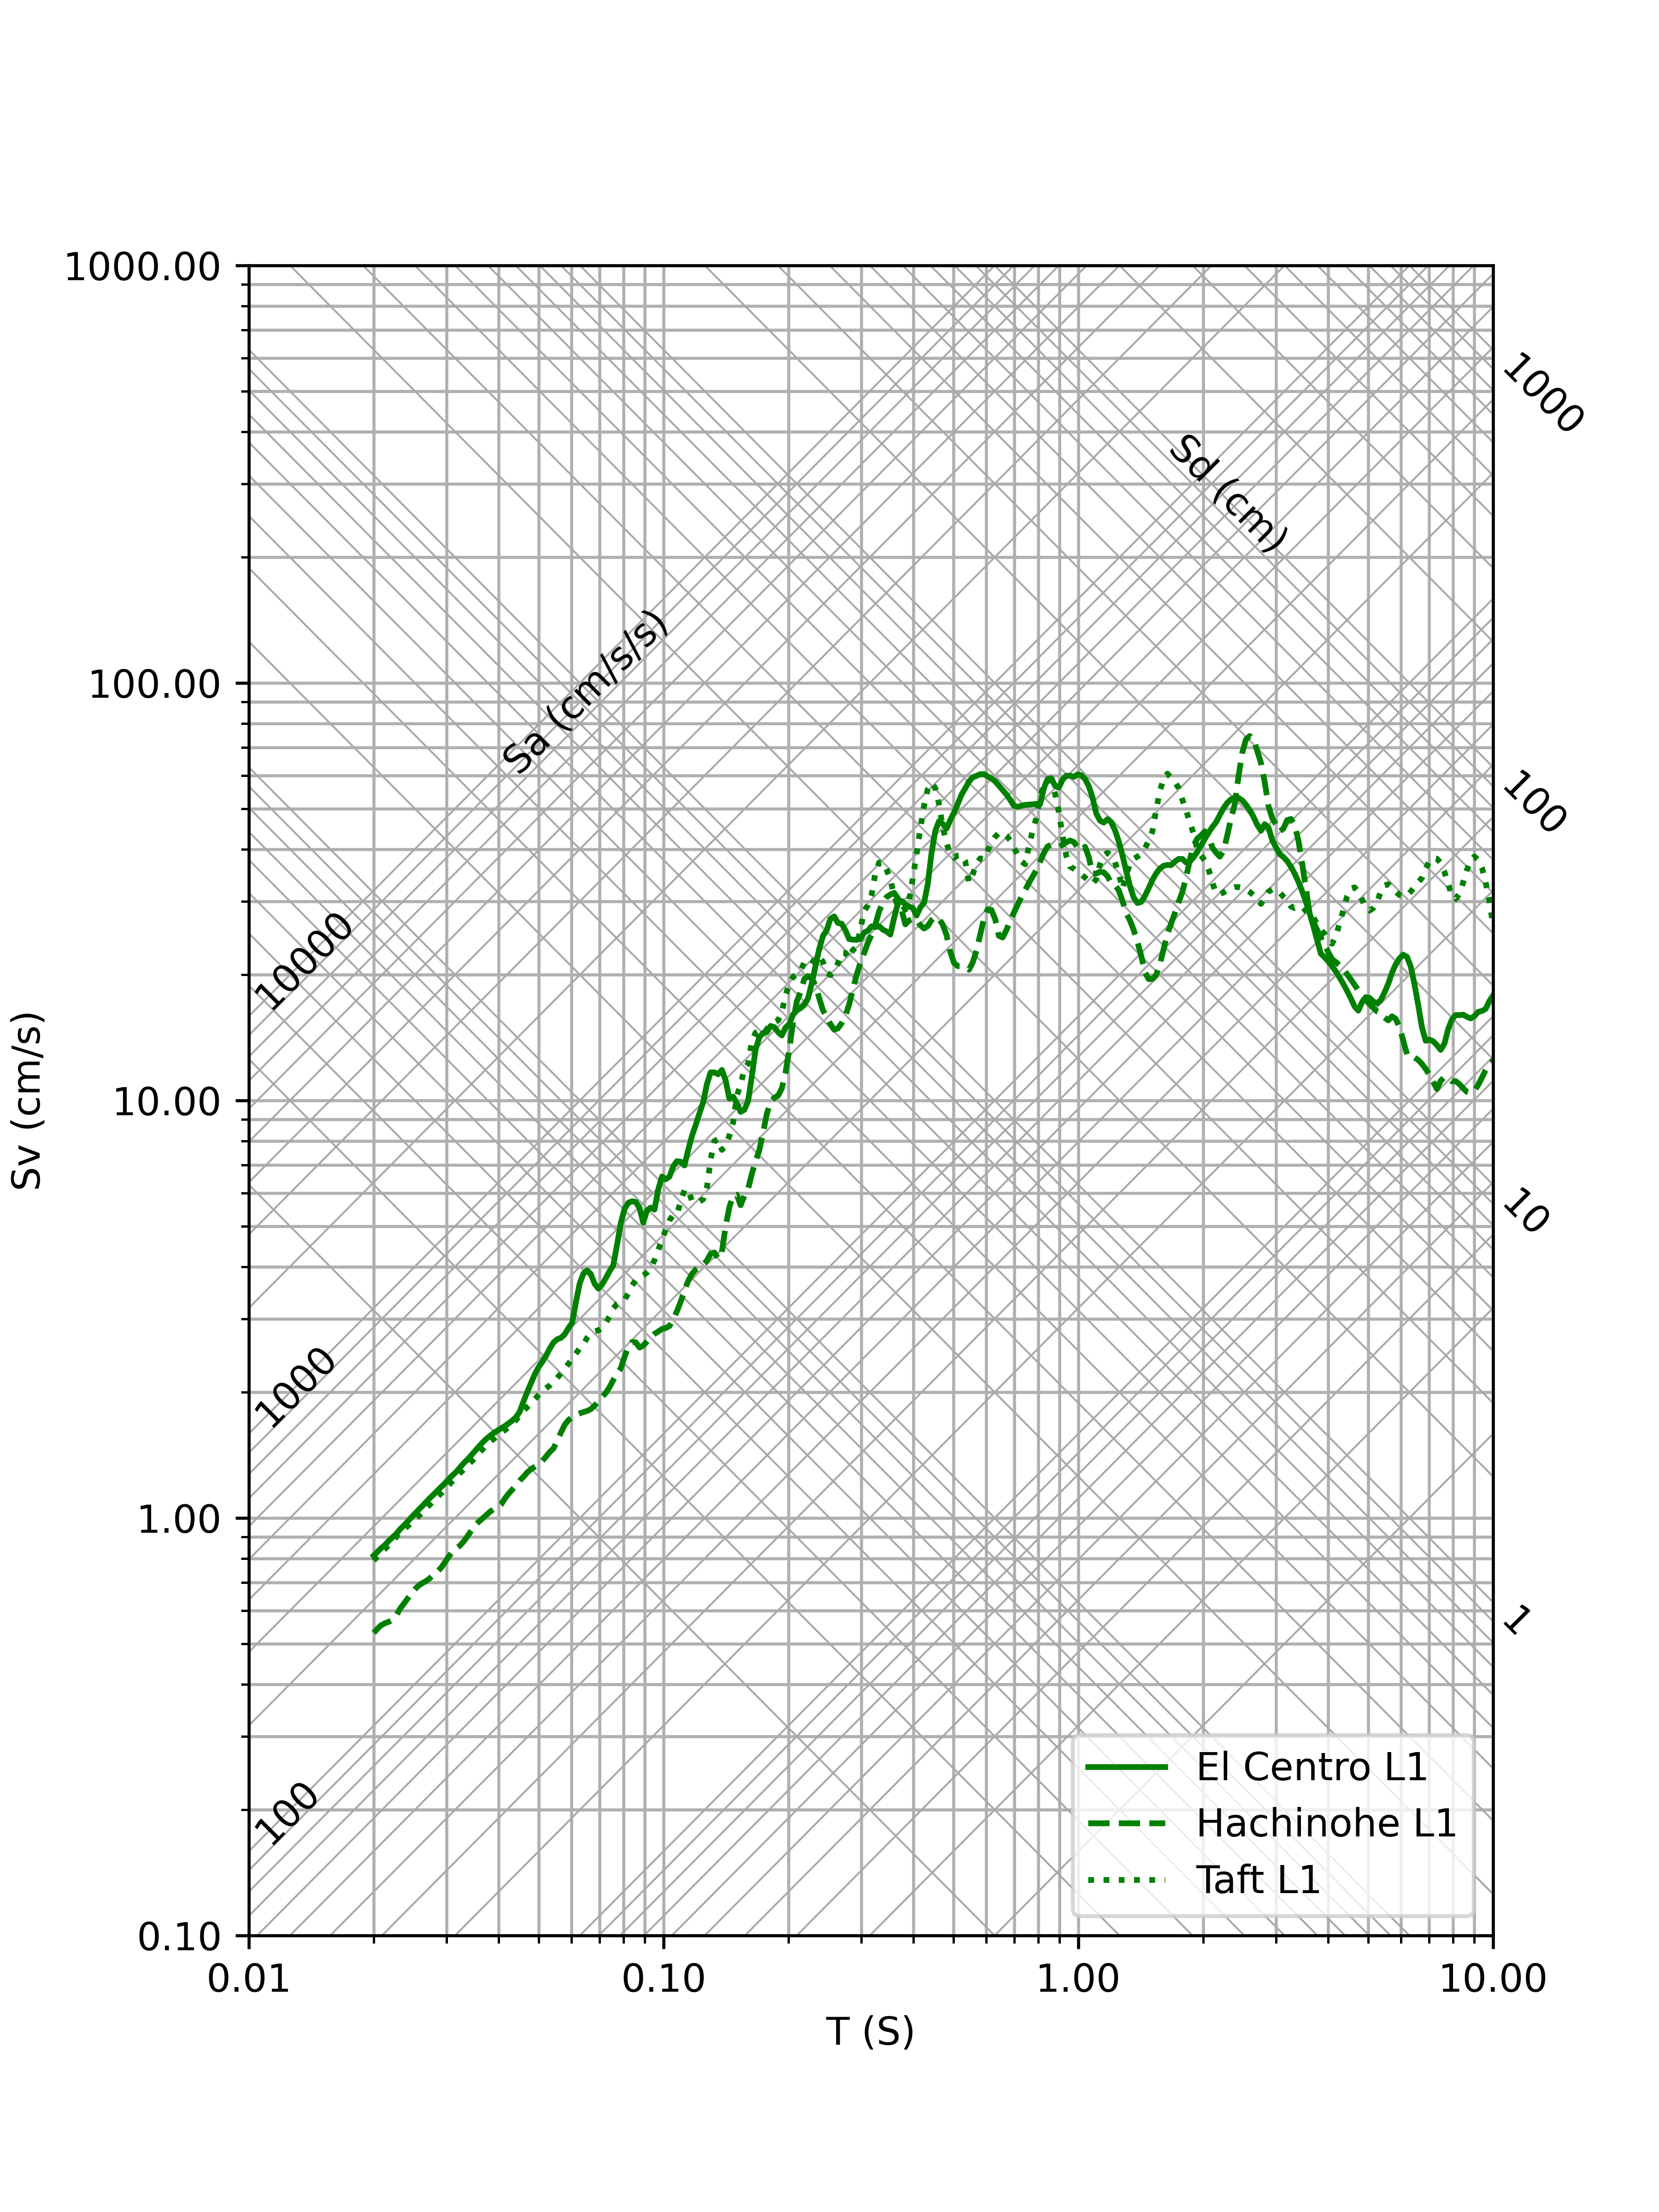 1000.00
100.00
10.00
1.00
0.10
0.01
0.10
1.00
10.00
T (S)
Sv (cm/s)
Sa (cm/s/s)
Sd (cm)
10000
1000
100
1000
100
10
1
El Centro L1
Hachinohe L1
Taft L1